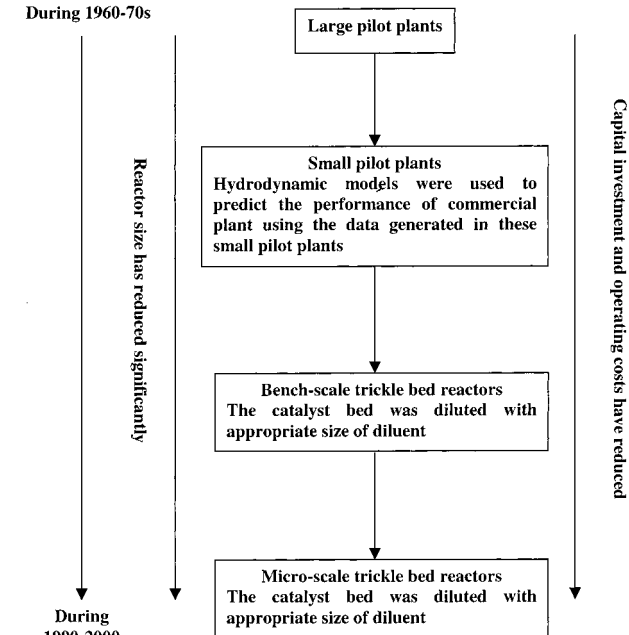 During 1960-70s
Large pilot plants
Small pilot plants
Hydrodynamic models were used to
predict the performance of commercial
plant using the data generated in these
small pilot plants
Reactor size has reduced significantly
Capital investment and operating costs have reduced
Bench-scale trickle bed reactors
The catalyst bed was diluted with
appropriate size of diluent
Micro-scale trickle bed reactors
The catalyst bed was diluted with
appropriate size of diluent
During